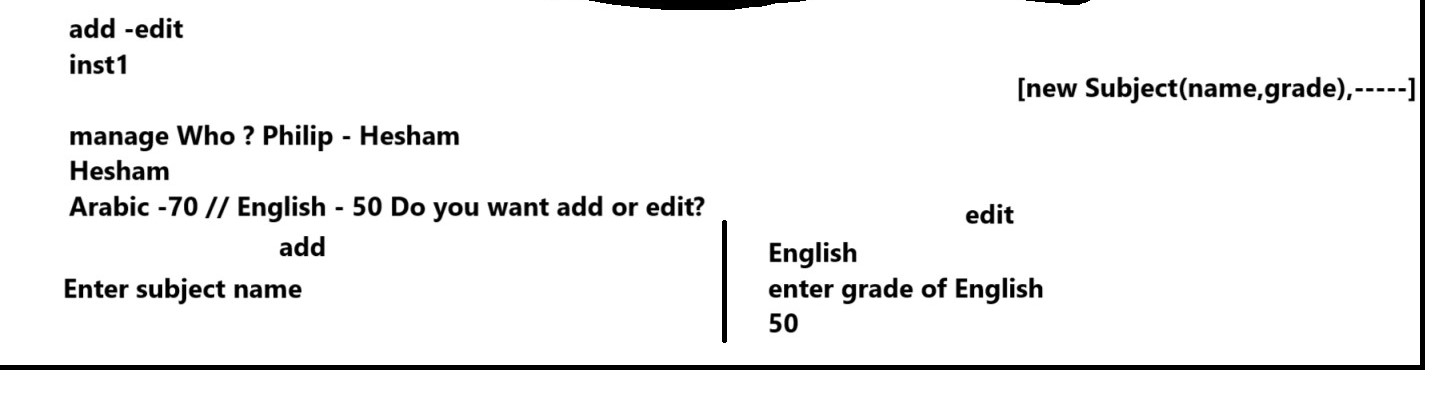 add -edit
inst1
[new Subject(name,grade),-----]
manage Who ? Philip - Hesham
Hesham
Arabic -70 // English - 50 Do you want add or edit?
add
Enter subject name
edit
English
enter grade of English
50